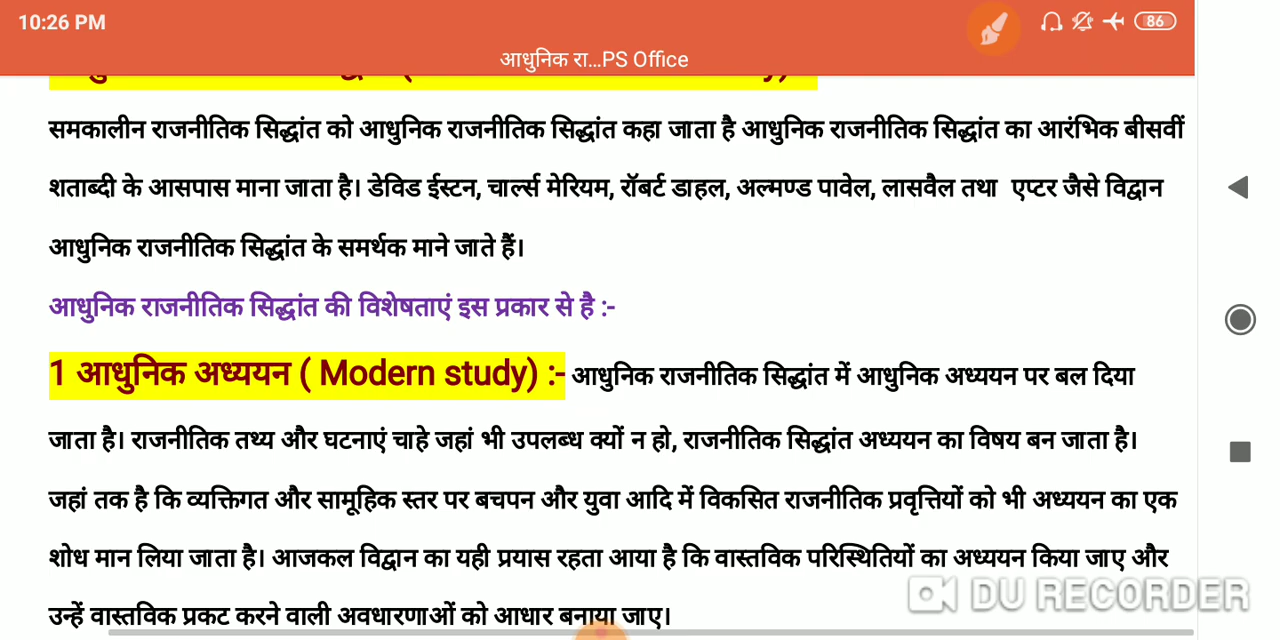 10:26 PM
86
आधुनिक रा...PS Office
समकालीन राजनीतिक सिद्धांत को आधुनिक राजनीतिक सिद्धांत कहा जाता है आधुनिक राजनीतिक सिद्धांत का आरंभिक बीसवीं
शताब्दी के आसपास माना जाता है। डेविड ईस्टन, चार्ल्स मेरियम, रॉबर्ट डाहल, अल्मण्ड पावेल, लासवैल तथा एप्टर जैसे विद्वान
आधुनिक राजनीतिक सिद्धांत के समर्थक माने जाते हैं।
आधुनिक राजनीतिक सिद्धांत की विशेषताएं इस प्रकार से है :-
1 आधुनिक अध्ययन ( Modern study) :- आधुनिक राजनीतिक सिद्धांत में आधुनिक अध्ययन पर बल दिया
जाता है। राजनीतिक तथ्य और घटनाएं चाहे जहां भी उपलब्ध क्यों न हो, राजनीतिक सिद्धांत अध्ययन का विषय बन जाता है।
जहां तक है कि व्यक्तिगत और सामूहिक स्तर पर बचपन और युवा आदि में विकसित राजनीतिक प्रवृत्तियों को भी अध्ययन का एक
शोध मान लिया जाता है। आजकल विद्वान का यही प्रयास रहता आया है कि वास्तविक परिस्थितियों का अध्ययन किया जाए और
उन्हें वास्तविक प्रकट करने वाली अवधारणाओं को आधार बनाया जाए।
DU RECORDER